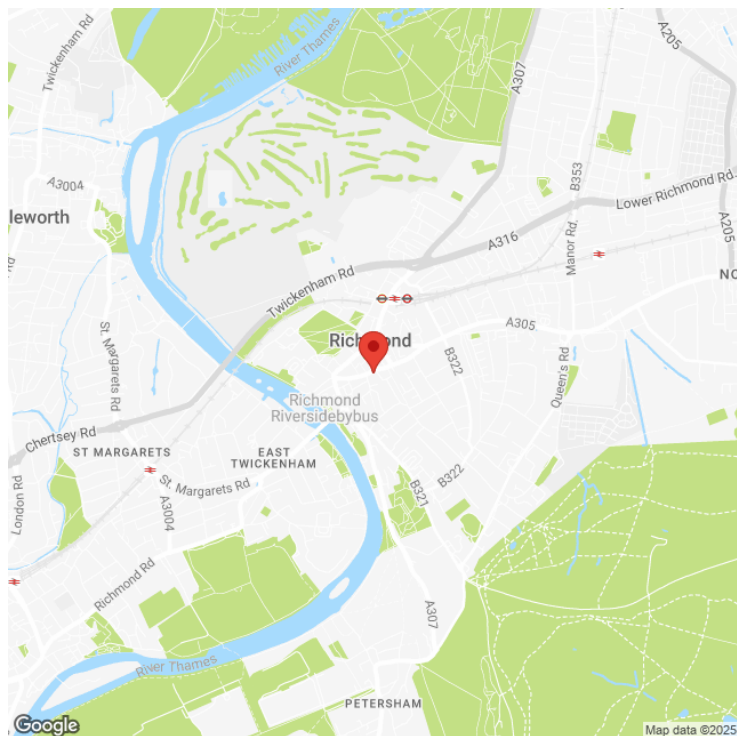 River Thames
Twickenham Rd
A307
A205
B353
A3004
leworth
Lower Richmond Rd.
A205
A316
Manor Rd.
Twickenham Rd
NO
A305
Richmond
B322
Queen's Rd
St. Margarets Rd
Richmond
Riversidebybus
Chertsey Rd
ST MARGARETS
EAST
TWICKENHAM
St. Margarets Rd
B321
B322
London Rd
A3004
Richmond Rd
A307
River Thames
PETERSHAM
Google
Map data ©2025